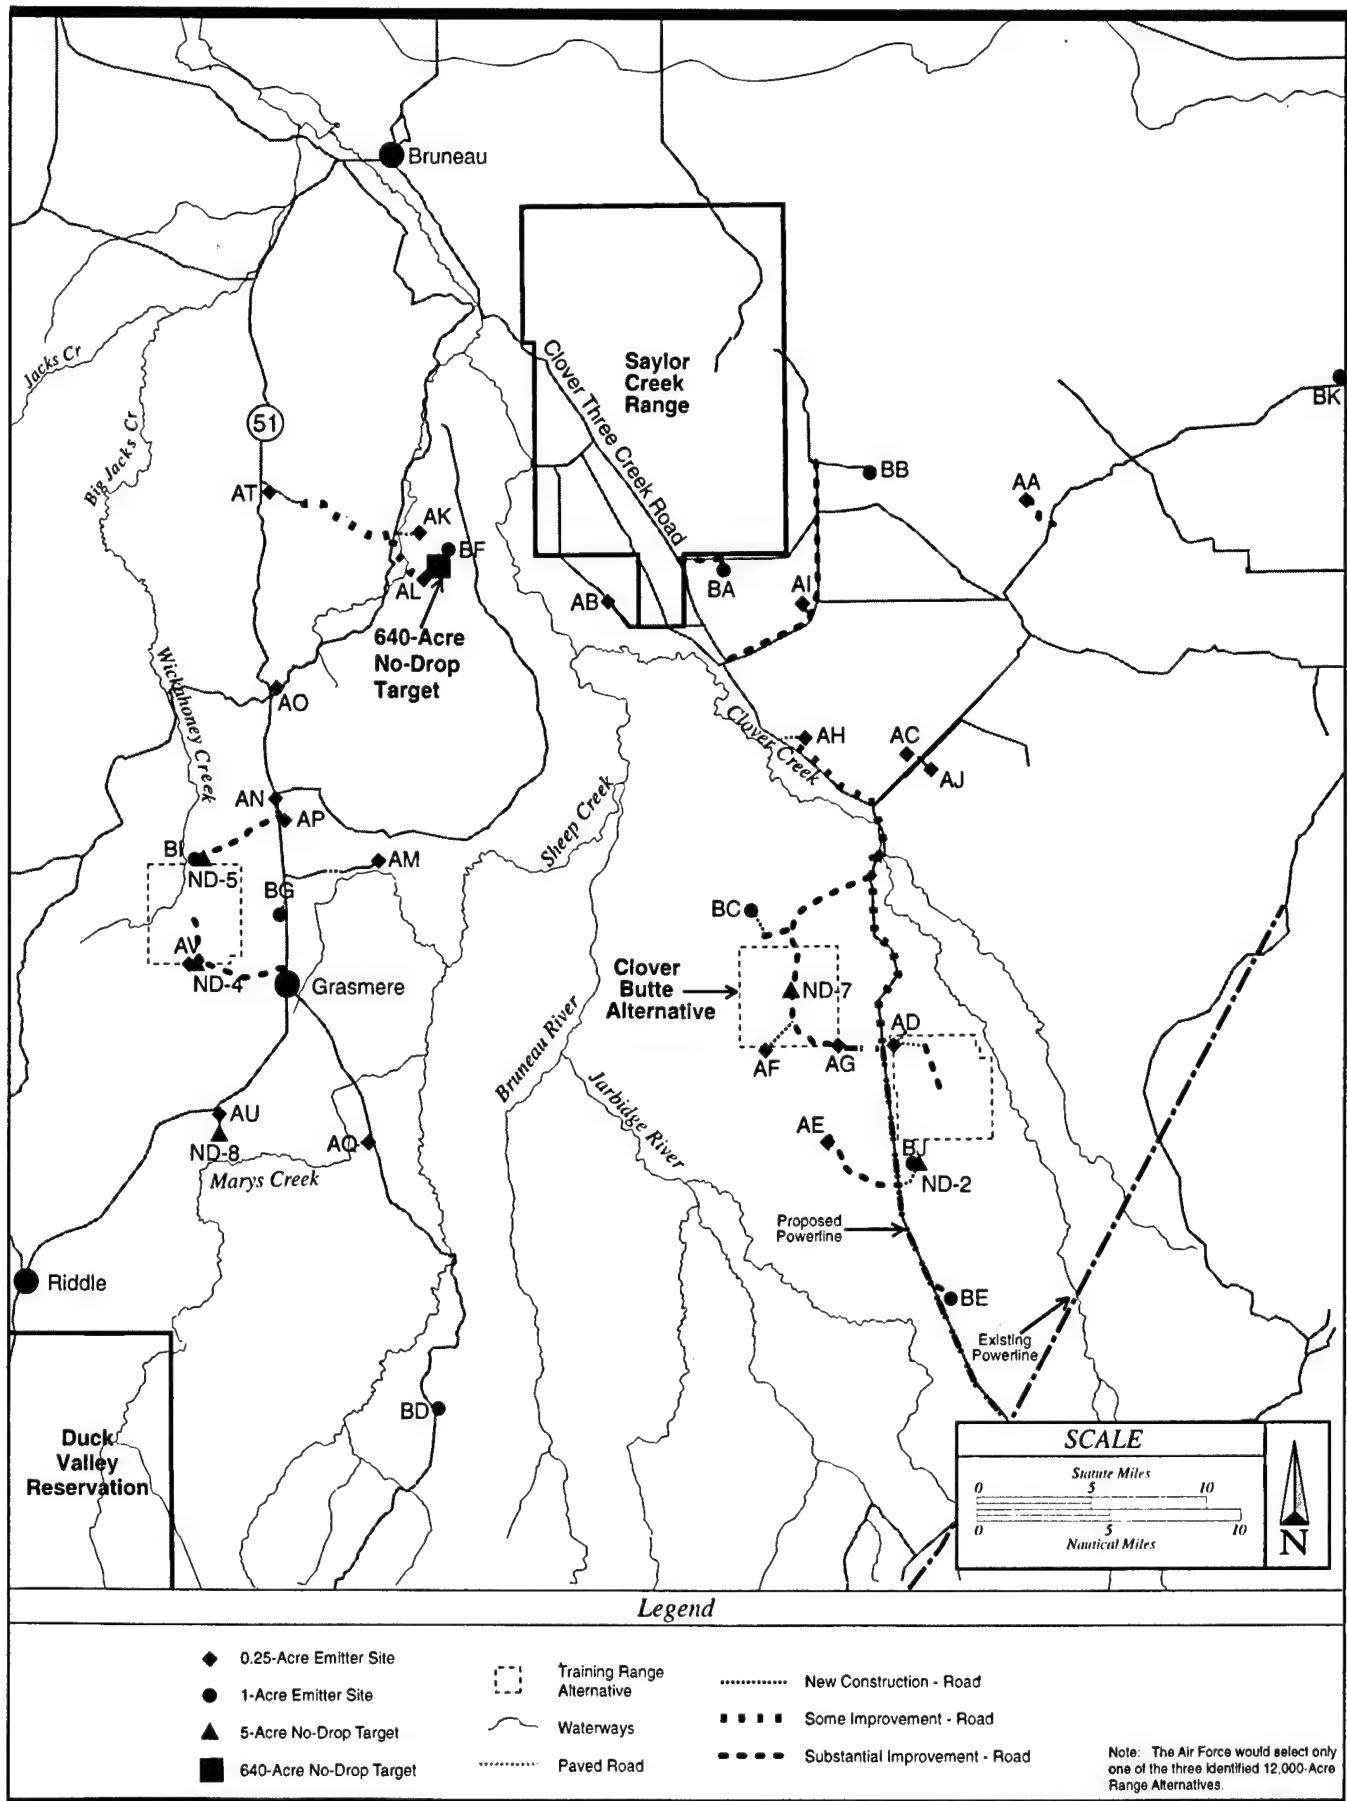 Bruneau
Jacks Cr
Big Jacks Cr
51
Clover Three Creek Road
Saylor
Creek
Range
BK
BB
AA
AT
AK
BF
AL
BA
AI
AB
640-Acre
No-Drop
Target
Wickahoney Creek
AO
Clover Creek
AH
AC
AJ
AN
AP
Sheep Creek
BI
ND-5
AM
BG
BC
AV
ND-4
Grasmere
Clover
Butte
Alternative
ND-7
Bruneau River
AD
AF
AG
Jarbidge River
AU
ND-8
AQ
Marys Creek
AE
BJ
ND-2
Proposed
Powerline
Riddle
BE
Existing
Powerline
BD
Duck
Valley
Reservation
SCALE
Statute Miles
0 5 10
0 5 10
Nautical Miles
N
Legend
0.25-Acre Emitter Site
1-Acre Emitter Site
5-Acre No-Drop Target
640-Acre No-Drop Target
Training Range
Alternative
Waterways
Paved Road
New Construction - Road
Some Improvement - Road
Substantial Improvement - Road
Note: The Air Force would select only
one of the three identified 12,000-Acre
Range Alternatives.